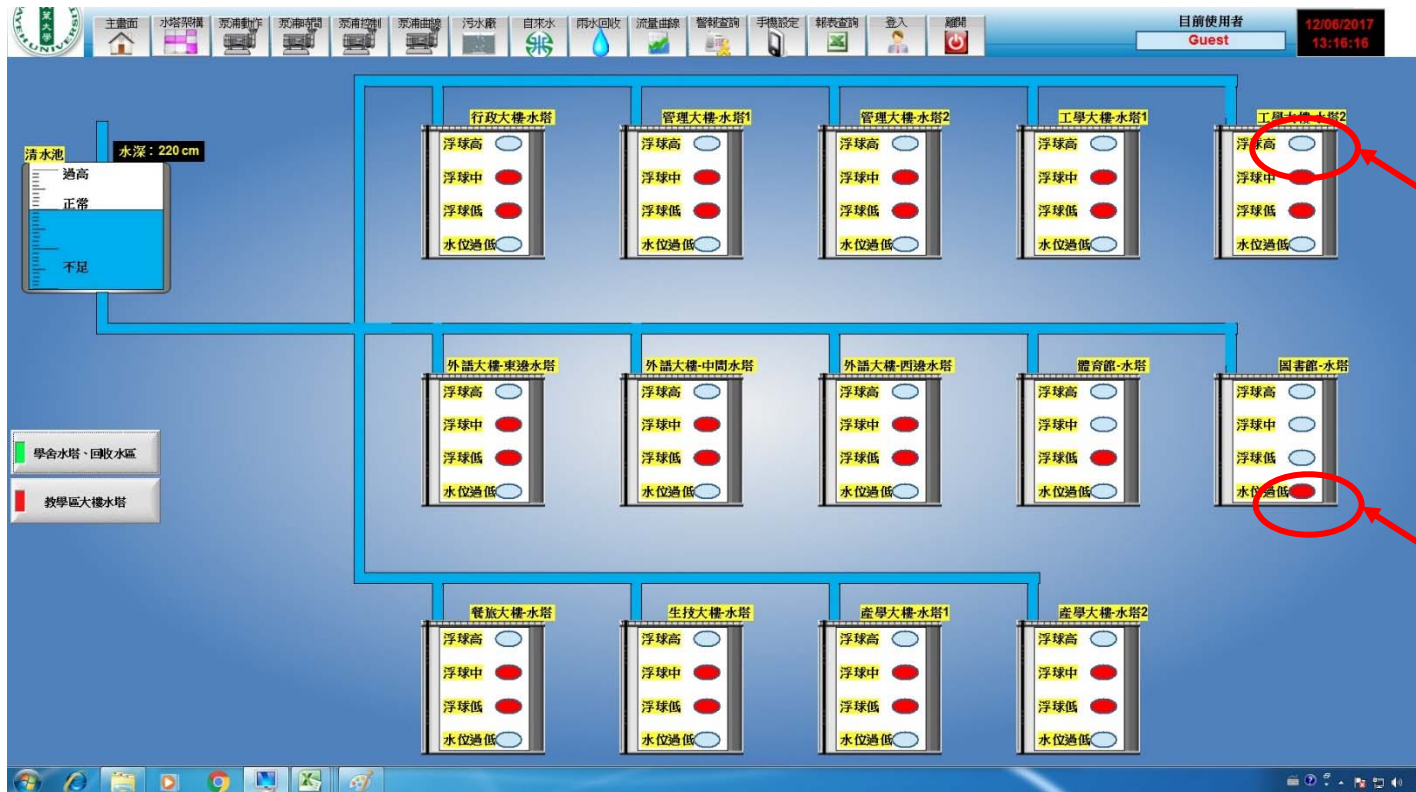 主畫面 水塔架構 泵浦動作 泵浦時間 泵浦控制 泵浦曲線 污水廠 自來水 雨水回收 流量曲線 警報查詢 手機設定 報表查詢 登入 離開
目前使用者
Guest
12/06/2017
13:16:16
行政大樓-水塔 管理大樓-水塔1 管理大樓-水塔2 工學大樓-水塔1 工學大樓-水塔2
浮球高 浮球高 浮球高 浮球高 浮球高
浮球中 浮球中 浮球中 浮球中 浮球中
浮球低 浮球低 浮球低 浮球低 浮球低
水位過低 水位過低 水位過低 水位過低 水位過低
清水池
水深：220 cm
過高
正常
不足
外語大樓-東邊水塔 外語大樓-中間水塔 外語大樓-西邊水塔 體育館-水塔 圖書館-水塔
浮球高 浮球高 浮球高 浮球高 浮球高
浮球中 浮球中 浮球中 浮球中 浮球中
浮球低 浮球低 浮球低 浮球低 浮球低
水位過低 水位過低 水位過低 水位過低 水位過低
學舍水塔、回收水區
教學區大樓水塔
餐旅大樓-水塔 生技大樓-水塔 產學大樓-水塔1 產學大樓-水塔2
浮球高 浮球高 浮球高 浮球高
浮球中 浮球中 浮球中 浮球中
浮球低 浮球低 浮球低 浮球低
水位過低 水位過低 水位過低 水位過低